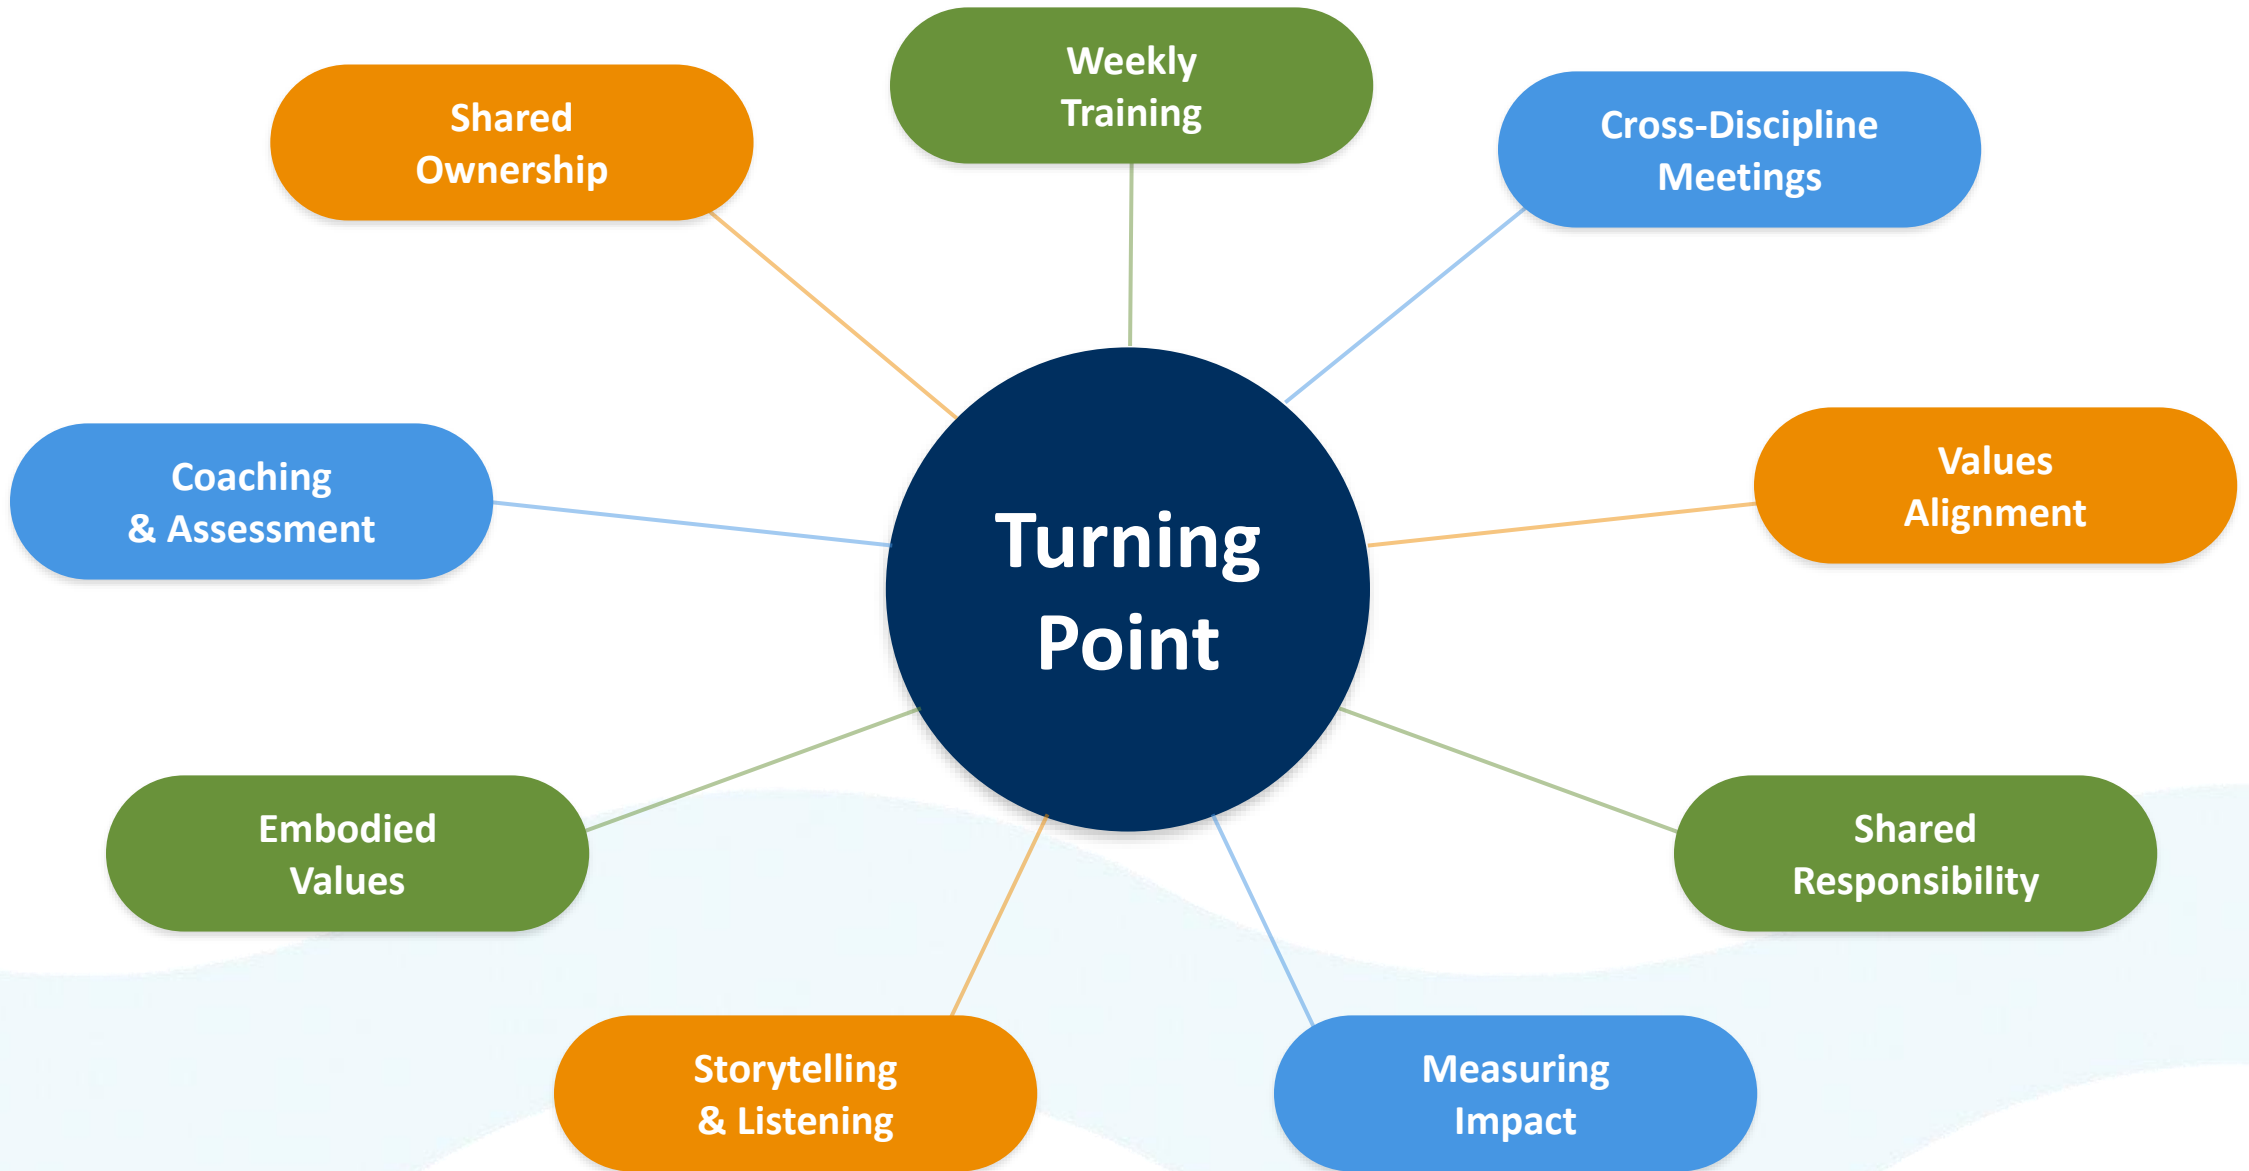 Weekly
Training
Shared
Ownership
Cross-Discipline
Meetings
Coaching
& Assessment
Values
Alignment
Turning
Point
Embodied
Values
Shared
Responsibility
Storytelling
& Listening
Measuring
Impact